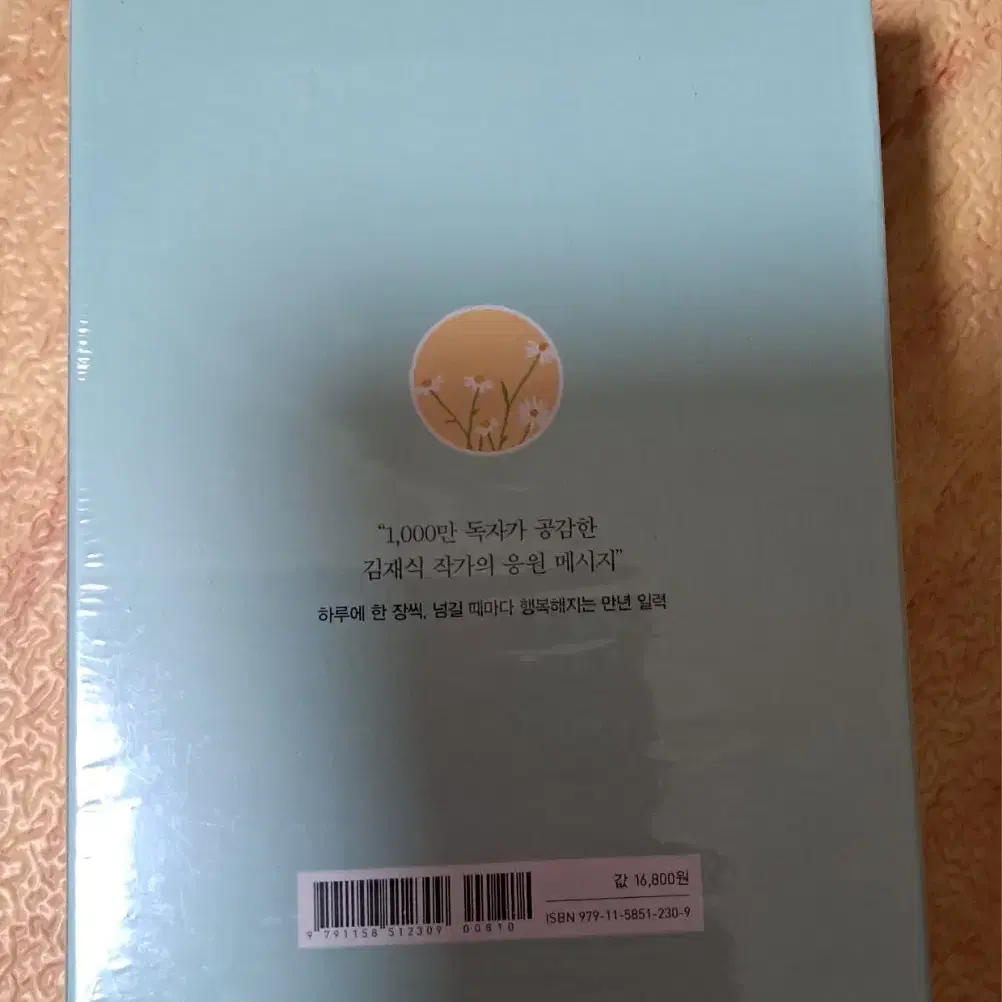 “1,000만 독자가 공감한
김재식 작가의 응원 메시지”
하루에 한 장씩, 넘길 때마다 행복해지는 만년 일력
값 16,800원
ISBN 979-11-5851-230-9
9 791158 512309 00810